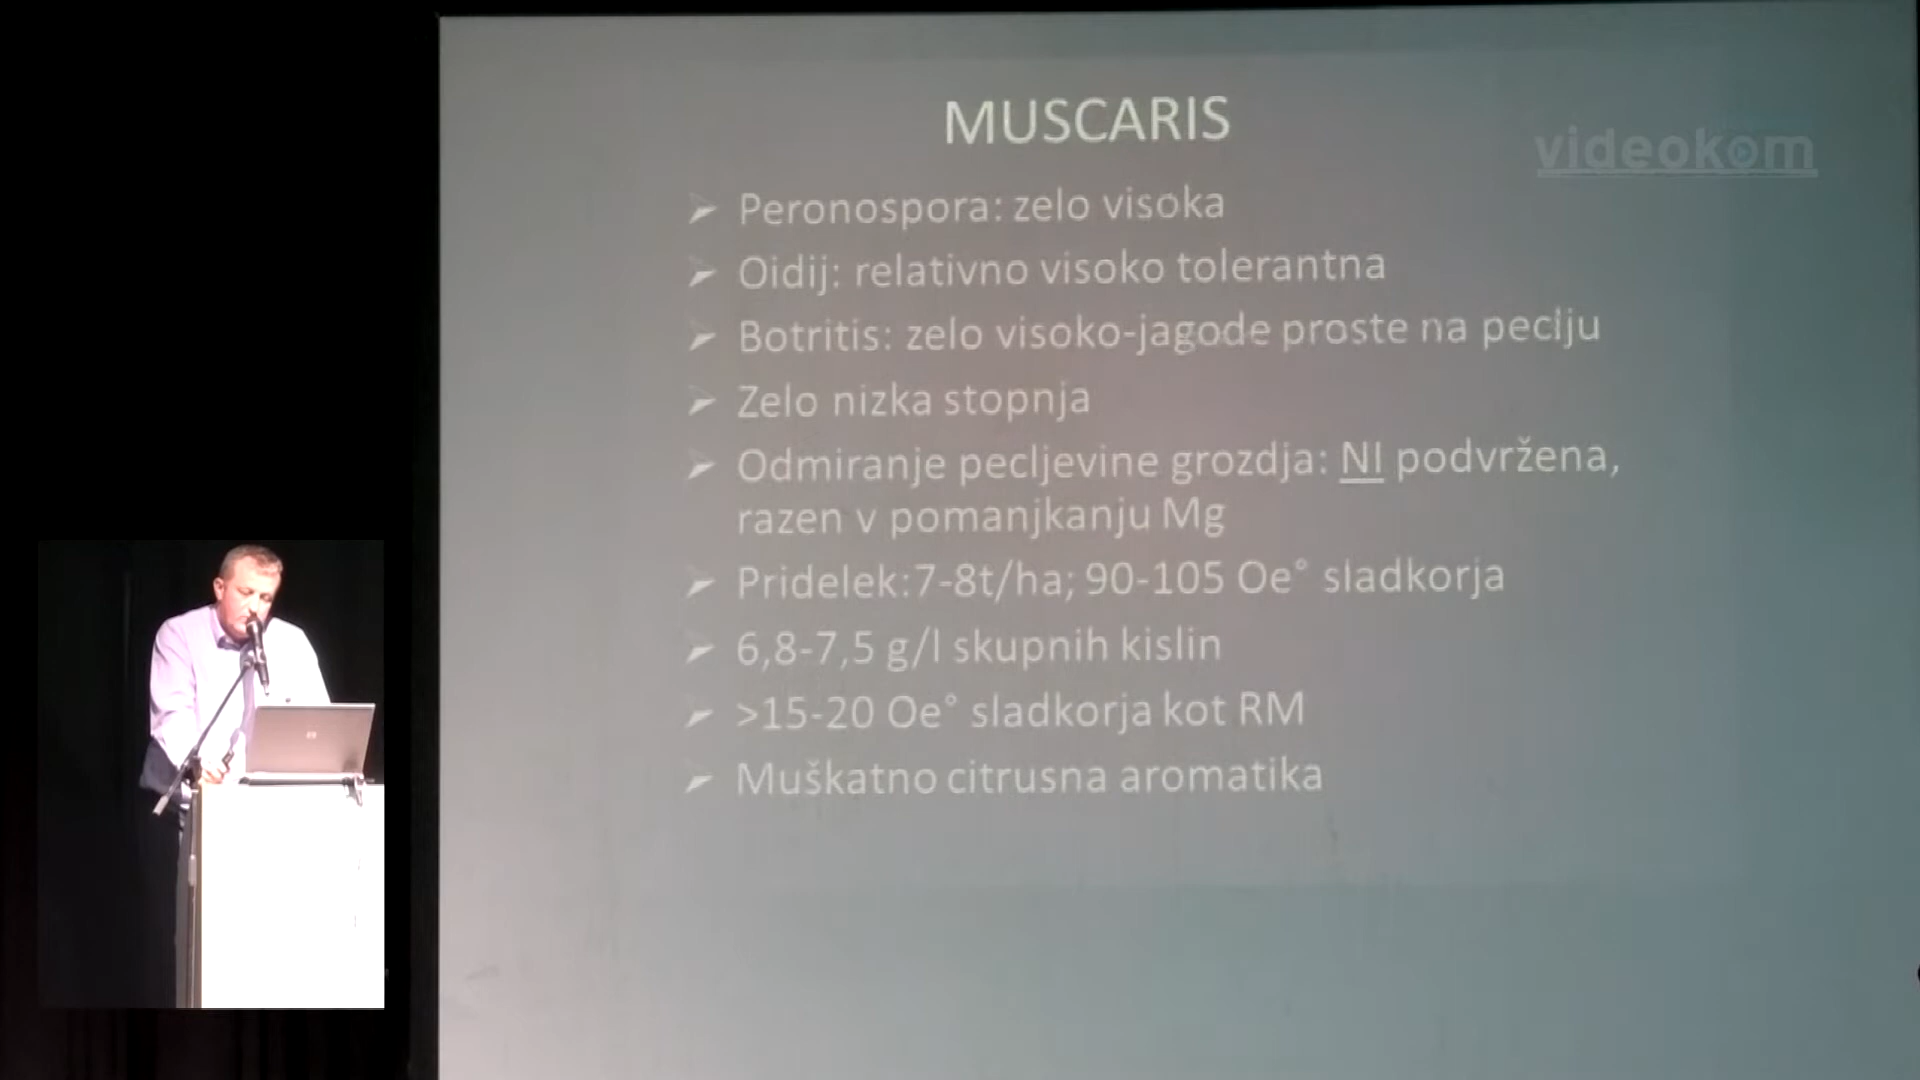 MUSCARIS
videokom
Peronospora: zelo visoka
Oidij: relativno visoko tolerantna
Botritis: zelo visoko-jagode proste na peclju
Zelo nizka stopnja
Odmiranje pecljevine grozdja: NI podvržena,
razen v pomanjkanju Mg
Pridelek:7-8t/ha; 90-105 Oe° sladkorja
6,8-7,5 g/l skupnih kislin
>15-20 Oe° sladkorja kot RM
Muškatno citrusna aromatika